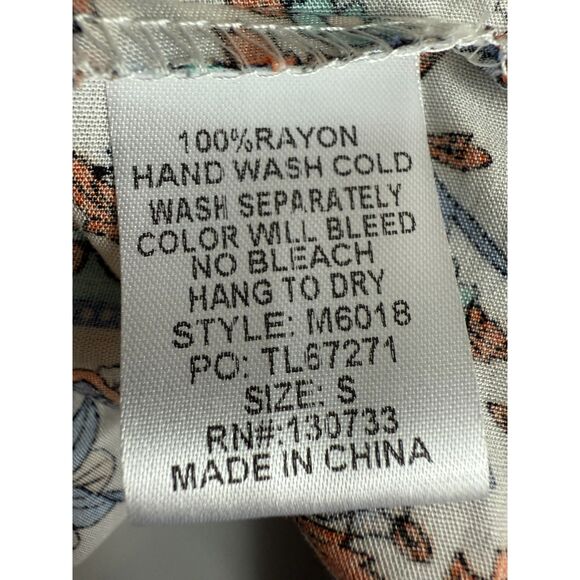 100%RAYON
HAND WASH COLD
WASH SEPARATELY
COLOR WILL BLEED
NO BLEACH
HANG TO DRY
STYLE: M6018
PO: TL67271
SIZE: S
RN#:130733
MADE IN CHINA